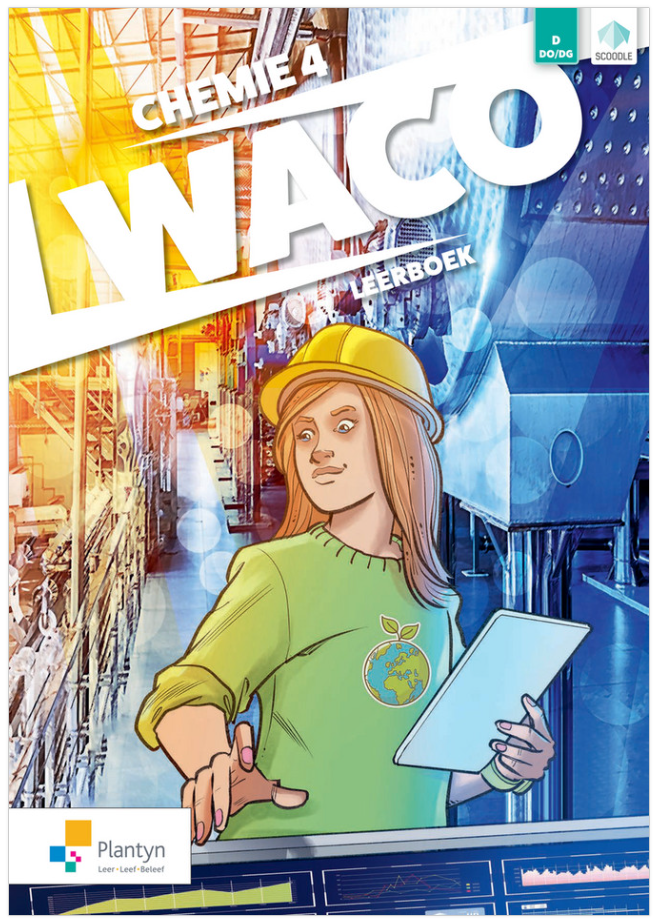 D
DO/DG
SCOODLE
CHEMIE 4
WACO
LEERBOEK
Plantyn
Leer•Leef•Beleef